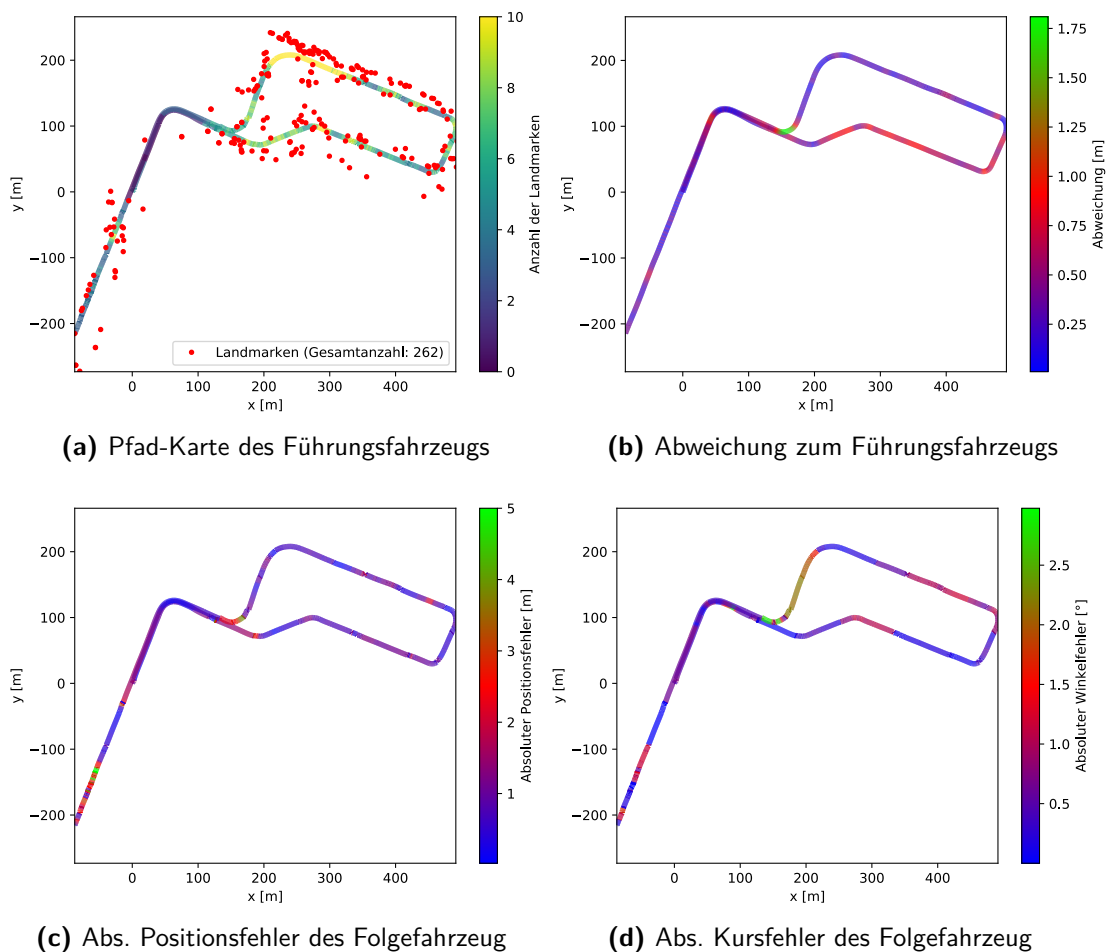 200
100
0
−100
−200
y [m]
0 100 200 300 400
x [m]
Landmarken (Gesamtanzahl: 262)
10
8
6
4
2
0
Anzahl der Landmarken
(a) Pfad-Karte des Führungsfahrzeugs
200
100
0
−100
−200
y [m]
0 100 200 300 400
x [m]
1.75
1.50
1.25
1.00
0.75
0.50
0.25
Abweichung [m]
(b) Abweichung zum Führungsfahrzeugs
200
100
0
−100
−200
y [m]
0 100 200 300 400
x [m]
5
4
3
2
1
Absoluter Positionsfehler [m]
(c) Abs. Positionsfehler des Folgefahrzeug
200
100
0
−100
−200
y [m]
0 100 200 300 400
x [m]
2.5
2.0
1.5
1.0
0.5
Absoluter Winkelfehler [°]
(d) Abs. Kursfehler des Folgefahrzeug